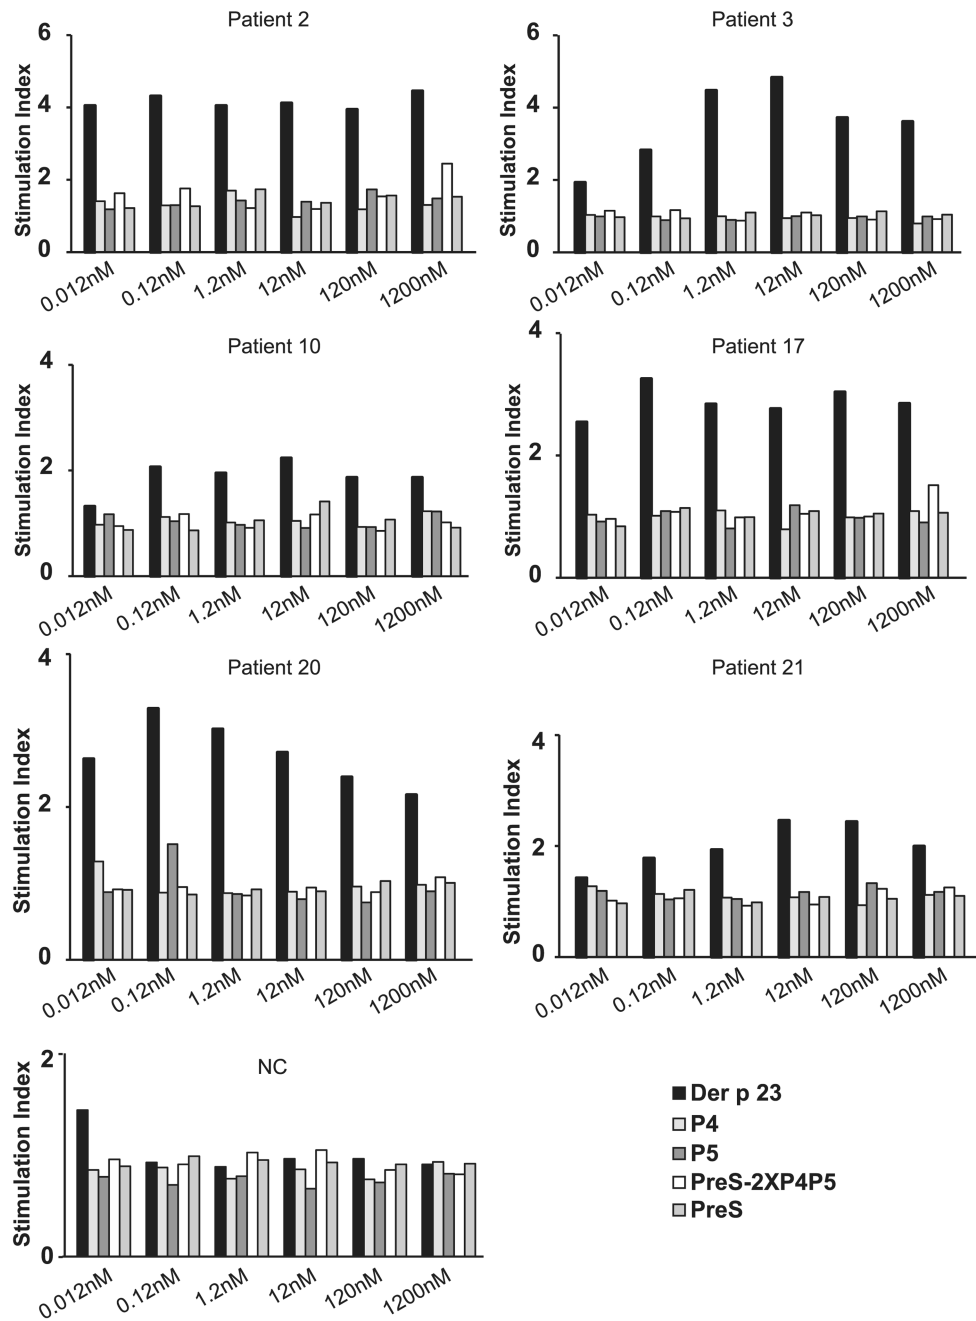 Patient 2
Stimulation Index
6
4
2
0
0.012nM 0.12nM 1.2nM 12nM 120nM 1200nM
Patient 3
Stimulation Index
6
4
2
0
0.012nM 0.12nM 1.2nM 12nM 120nM 1200nM
Patient 10
Stimulation Index
4
2
0
0.012nM 0.12nM 1.2nM 12nM 120nM 1200nM
Patient 17
Stimulation Index
4
2
0
0.012nM 0.12nM 1.2nM 12nM 120nM 1200nM
Patient 20
Stimulation Index
4
2
0
0.012nM 0.12nM 1.2nM 12nM 120nM 1200nM
Patient 21
Stimulation Index
4
2
0
0.012nM 0.12nM 1.2nM 12nM 120nM 1200nM
NC
Stimulation Index
2
0
0.012nM 0.12nM 1.2nM 12nM 120nM 1200nM
Der p 23
P4
P5
PreS-2XP4P5
PreS